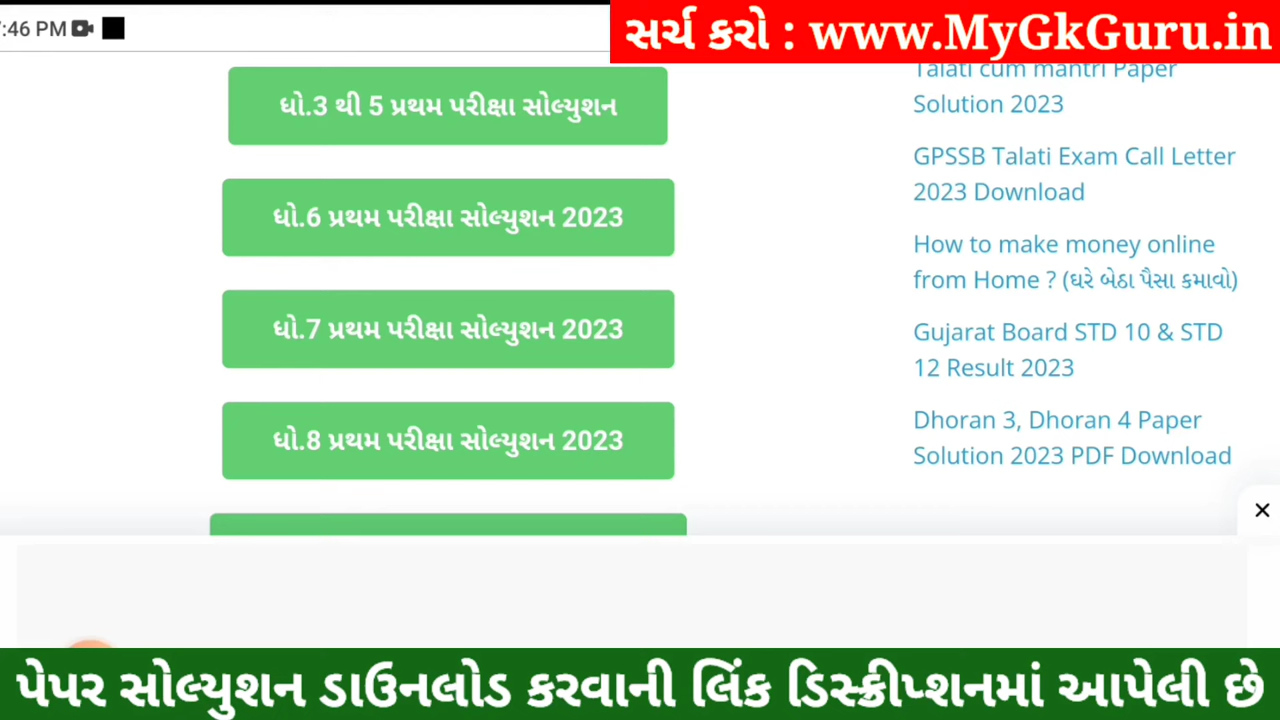 :46 PM
સર્ચ કરો : www.MyGkGuru.in
ધો.3 થી 5 પ્રથમ પરીક્ષા સોલ્યુશન
ધો.6 પ્રથમ પરીક્ષા સોલ્યુશન 2023
ધો.7 પ્રથમ પરીક્ષા સોલ્યુશન 2023
ધો.8 પ્રથમ પરીક્ષા સોલ્યુશન 2023
Talati cum mantri Paper
Solution 2023
GPSSB Talati Exam Call Letter
2023 Download
How to make money online
from Home ? (ઘરે બેઠા પૈસા કમાવો)
Gujarat Board STD 10 & STD
12 Result 2023
Dhoran 3, Dhoran 4 Paper
Solution 2023 PDF Download
પેપર સોલ્યુશન ડાઉનલોડ કરવાની લિંક ડિસ્ક્રીપ્શનમાં આપેલી છે